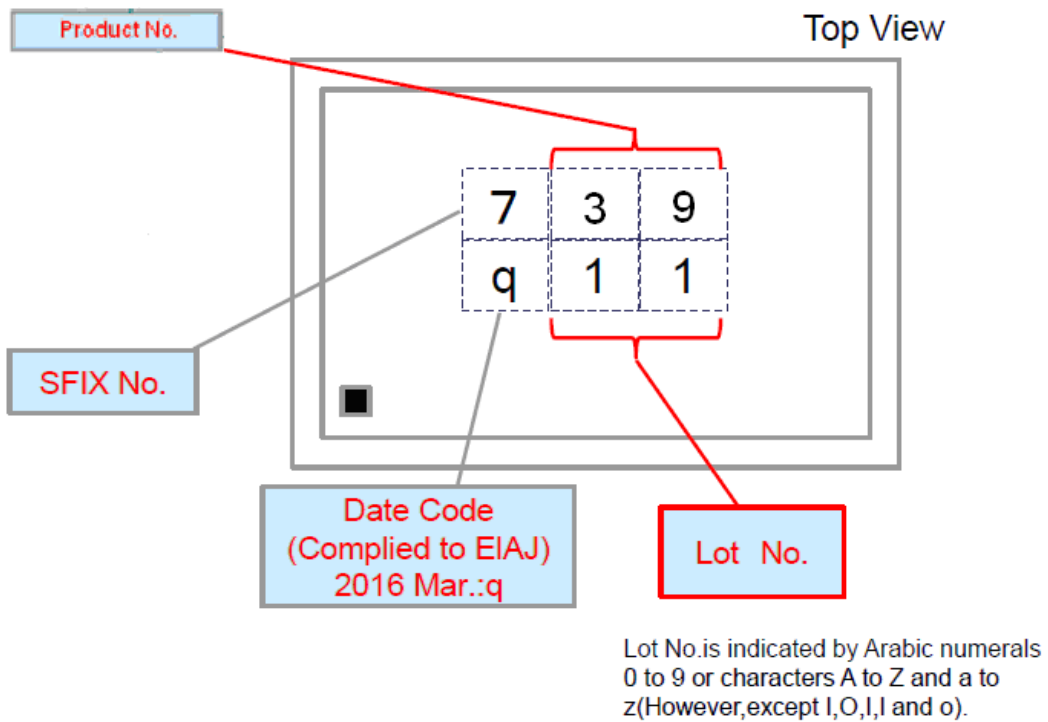 Product No.
Top View
7 3 9
q 1 1
SFIX No.
Date Code
(Complied to EIAJ)
2016 Mar.:q
Lot No.
Lot No.is indicated by Arabic numerals
0 to 9 or characters A to Z and a to
z(However,except I,O,I,I and o).